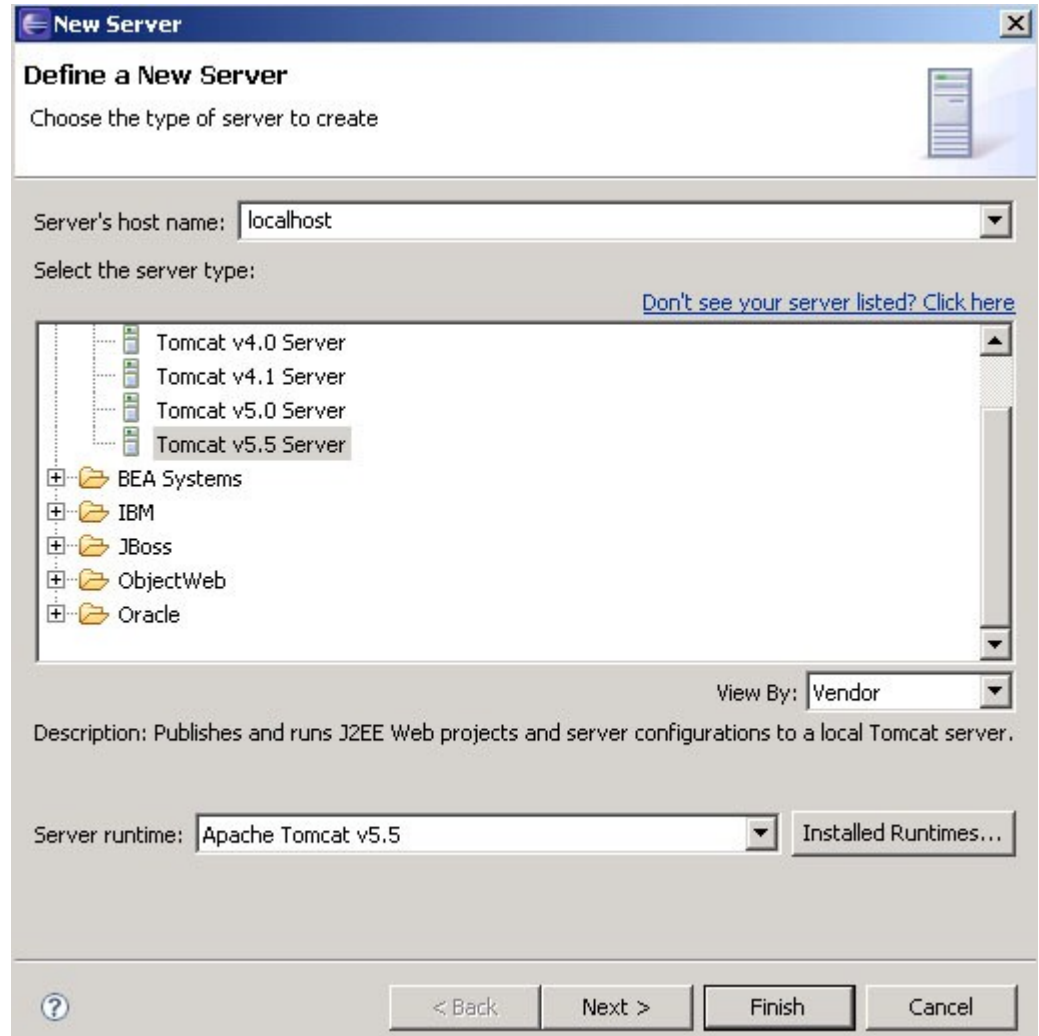 New Server
Define a New Server
Choose the type of server to create
Server's host name: localhost
Select the server type:
Don't see your server listed? Click here
Tomcat v4.0 Server
Tomcat v4.1 Server
Tomcat v5.0 Server
Tomcat v5.5 Server
BEA Systems
IBM
JBoss
ObjectWeb
Oracle
View By: Vendor
Description: Publishes and runs J2EE Web projects and server configurations to a local Tomcat server.
Server runtime: Apache Tomcat v5.5 Installed Runtimes...
? < Back Next > Finish Cancel